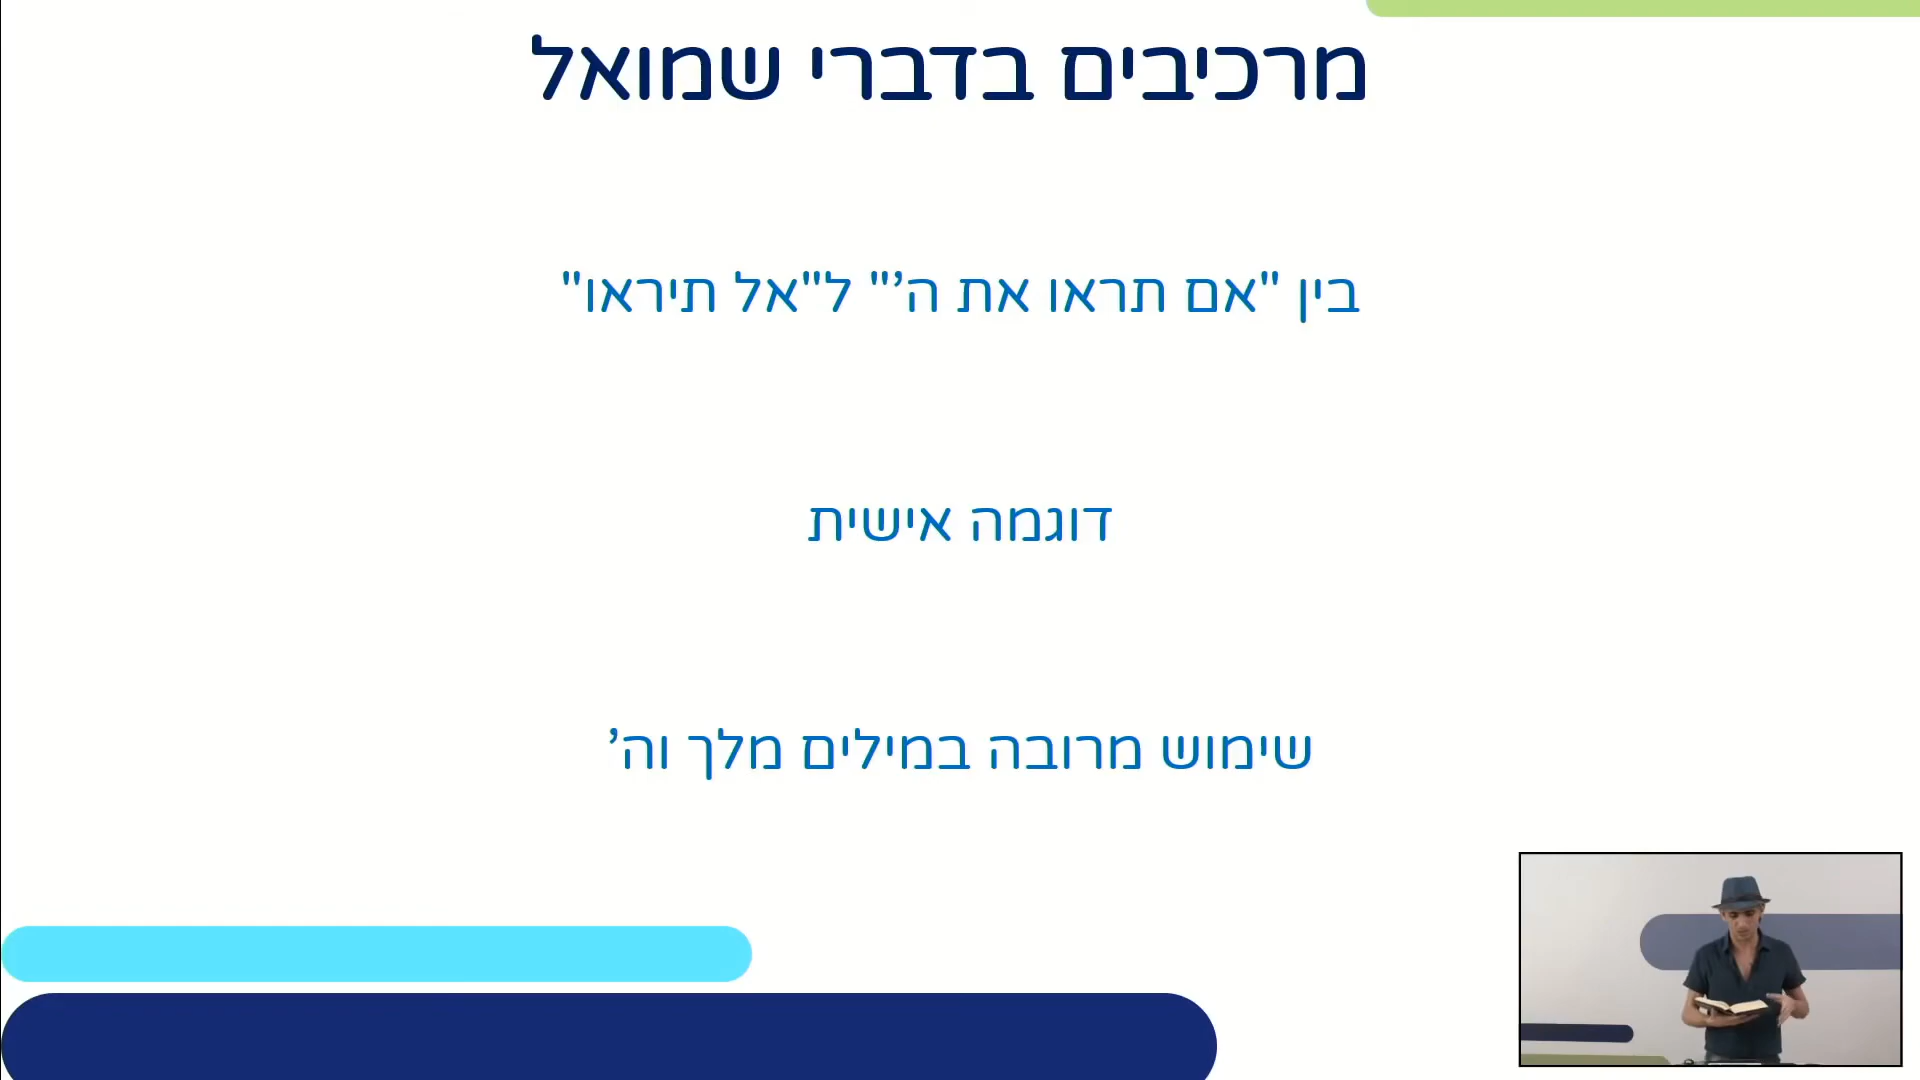 מרכיבים בדברי שמואל
בין "אם תראו את ה'" ל"אל תיראו"
דוגמה אישית
שימוש מרובה במילים מלך וה'